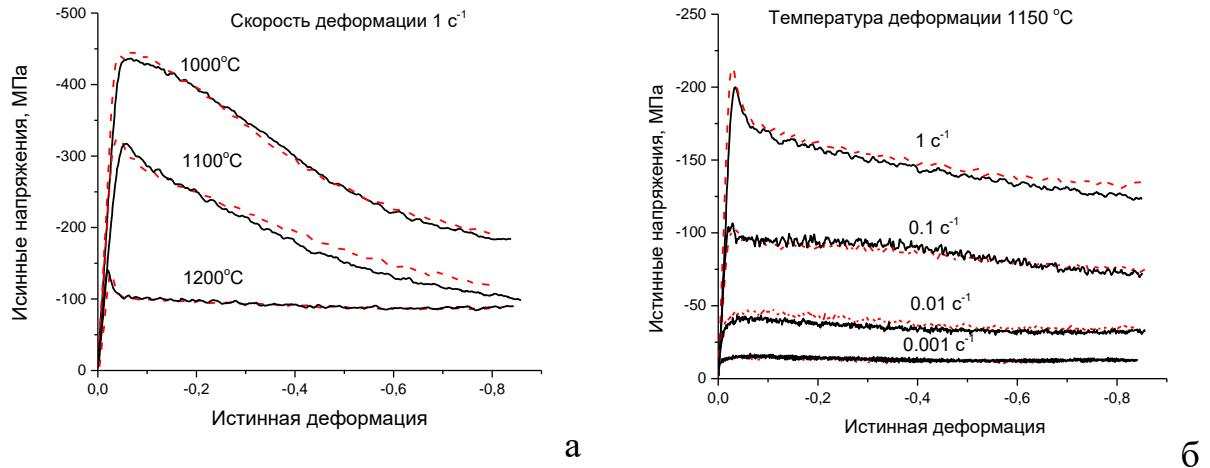 Скорость деформации 1 с⁻¹
-500
-400
-300
-200
-100
0
Исинные напряжения, МПа
1000°C
1100°C
1200°C
0,0
-0,2
-0,4
-0,6
-0,8
Истинная деформация
а
Температура деформации 1150 °C
-250
-200
-150
-100
-50
0
Истинные напряжения, МПа
1 c⁻¹
0.1 c⁻¹
0.01 c⁻¹
0.001 c⁻¹
0,0
-0,2
-0,4
-0,6
-0,8
Истинная деформация
б